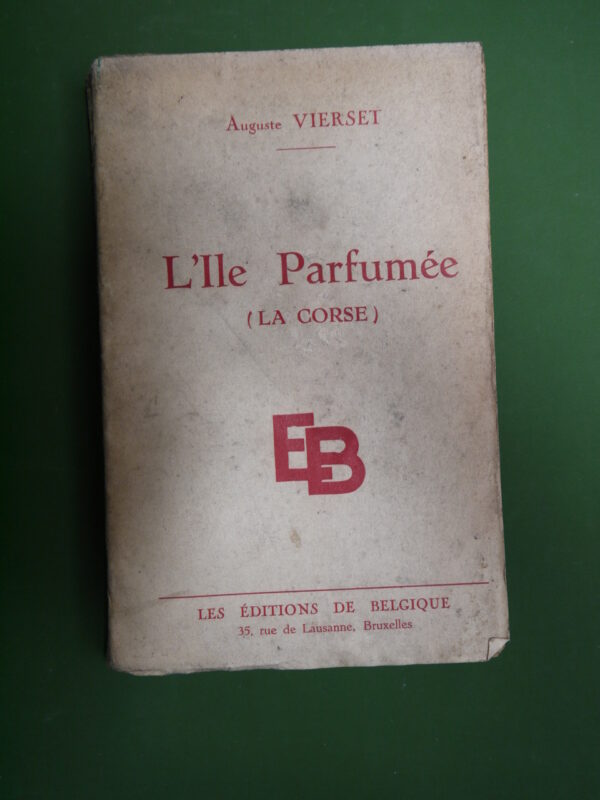 Auguste VIERSET
L'Ile Parfumée
(LA CORSE)
EB
LES ÉDITIONS DE BELGIQUE
35, rue de Lausanne, Bruxelles